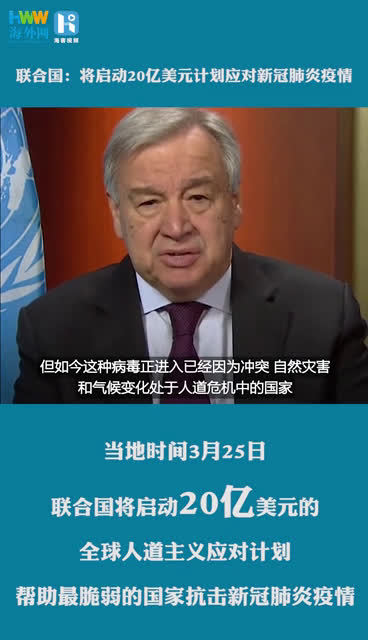 HWW
海外网
海客视频
联合国：将启动20亿美元计划应对新冠肺炎疫情
但如今这种病毒正进入已经因为冲突 自然灾害
和气候变化处于人道危机中的国家
当地时间3月25日
联合国将启动20亿美元的
全球人道主义应对计划
帮助最脆弱的国家抗击新冠肺炎疫情